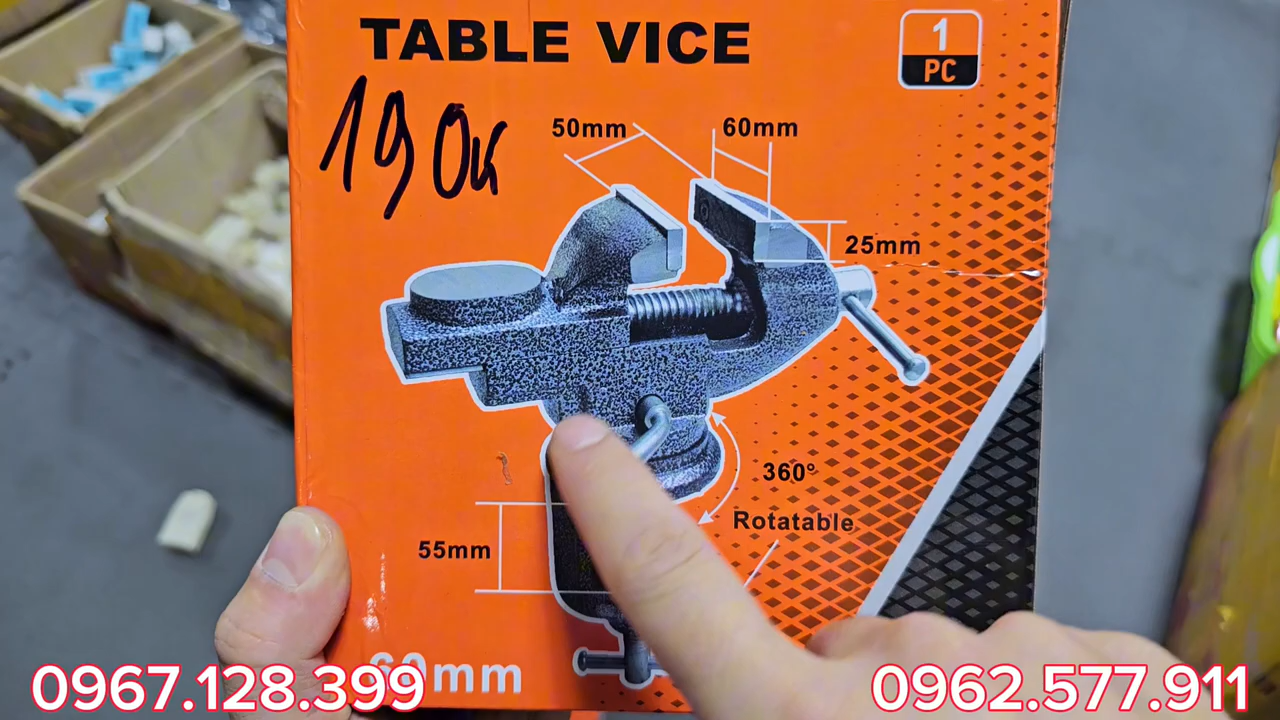 TABLE VICE
1
PC
190k
50mm
60mm
25mm
360°
Rotatable
55mm
60mm
0967.128.399
0962.577.911